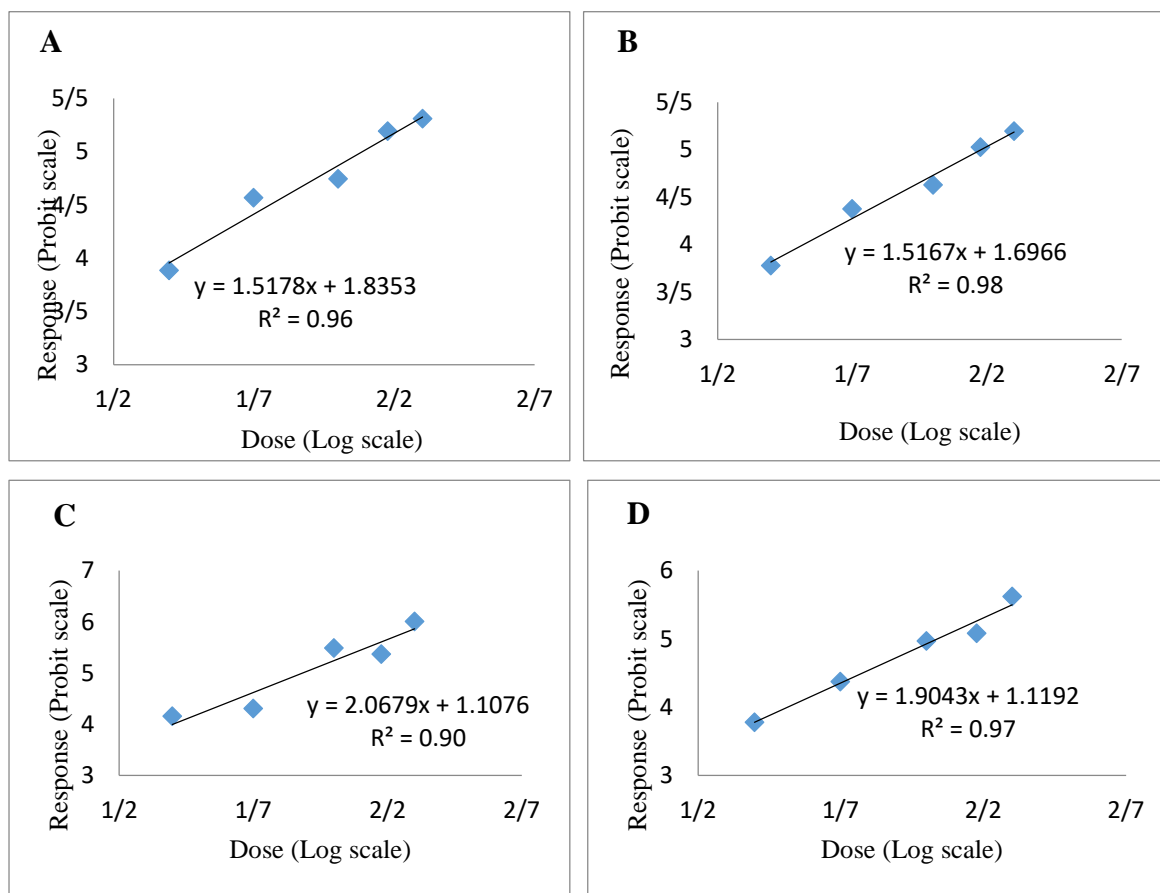 A
Response (Probit scale)
5/5
5
4/5
4
3/5
3
y = 1.5178x + 1.8353
R² = 0.96
1/2 1/7 2/2 2/7
Dose (Log scale)
B
Response (Probit scale)
5/5
5
4/5
4
3/5
3
y = 1.5167x + 1.6966
R² = 0.98
1/2 1/7 2/2 2/7
Dose (Log scale)
C
Response (Probit scale)
7
6
5
4
3
y = 2.0679x + 1.1076
R² = 0.90
1/2 1/7 2/2 2/7
Dose (Log scale)
D
Response (Probit scale)
6
5
4
3
y = 1.9043x + 1.1192
R² = 0.97
1/2 1/7 2/2 2/7
Dose (Log scale)